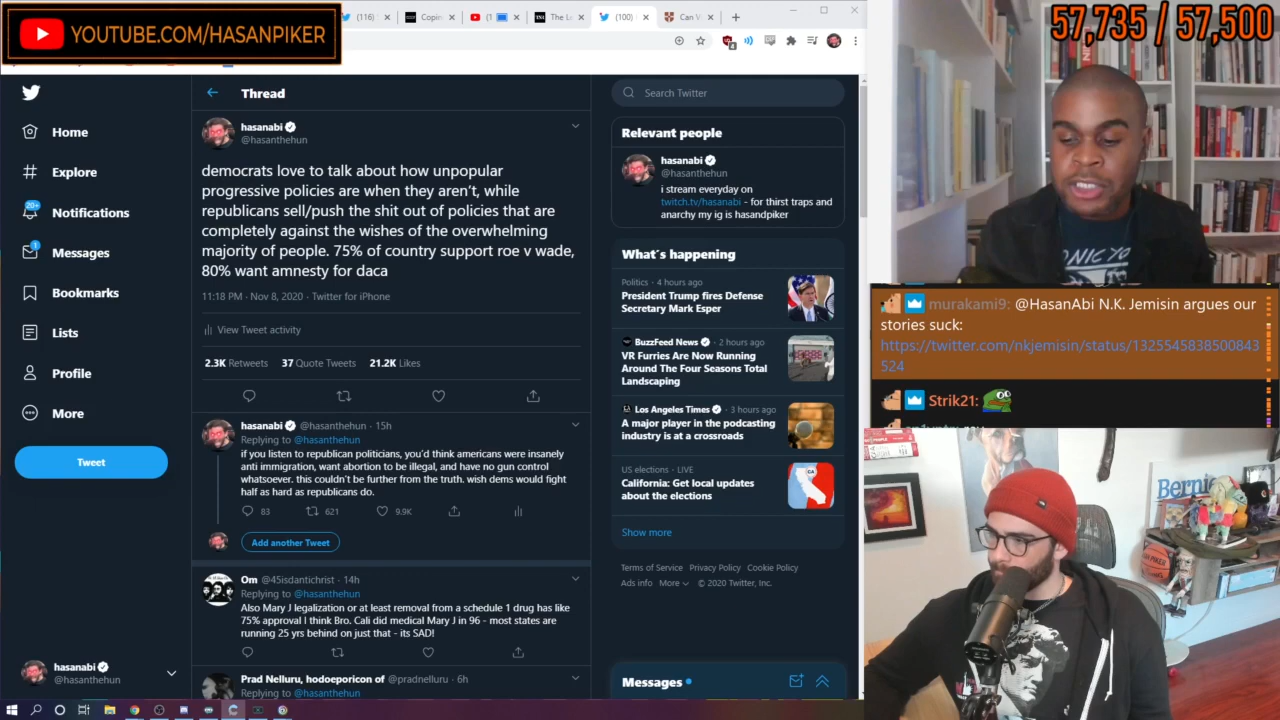 YOUTUBE.COM/HASANPIKER
(116)
Copin
(1
The L
(100)
Can V
57,735 / 57,500
4
Home
Explore
20+
Notifications
1
Messages
Bookmarks
Lists
Profile
More
Tweet
hasanabi
@hasanthehun
Thread
hasanabi
@hasanthehun
democrats love to talk about how unpopular
progressive policies are when they aren't, while
republicans sell/push the shit out of policies that are
completely against the wishes of the overwhelming
majority of people. 75% of country support roe v wade,
80% want amnesty for daca
11:18 PM · Nov 8, 2020 · Twitter for iPhone
View Tweet activity
2.3K Retweets 37 Quote Tweets 21.2K Likes
hasanabi @hasanthehun · 15h
Replying to @hasanthehun
if you listen to republican politicians, you'd think americans were insanely
anti immigration, want abortion to be illegal, and have no gun control
whatsoever. this couldn't be further from the truth. wish dems would fight
half as hard as republicans do.
83 621 9.9K
Add another Tweet
Om @45isdantichrist · 14h
Replying to @hasanthehun
Also Mary J legalization or at least removal from a schedule 1 drug has like
75% approval I think Bro. Cali did medical Mary J in 96 - most states are
running 25 yrs behind on just that - its SAD!
Prad Nelluru, hodoeporicon of @pradnelluru · 6h
Replying to @hasanthehun
Search Twitter
Relevant people
hasanabi
@hasanthehun
i stream everyday on
twitch.tv/hasanabi - for thirst traps and
anarchy my ig is hasandpiker
What's happening
Politics · 4 hours ago
President Trump fires Defense
Secretary Mark Esper
BuzzFeed News · 2 hours ago
VR Furries Are Now Running
Around The Four Seasons Total
Landscaping
Los Angeles Times · 3 hours ago
A major player in the podcasting
industry is at a crossroads
US elections · LIVE
California: Get local updates
about the elections
Show more
Terms of Service Privacy Policy Cookie Policy
Ads info More © 2020 Twitter, Inc.
Messages
murakami9: @HasanAbi N.K. Jemisin argues our
stories suck:
https://twitter.com/nkjemisin/status/1325545838500843
524
Strik21:
Bernie